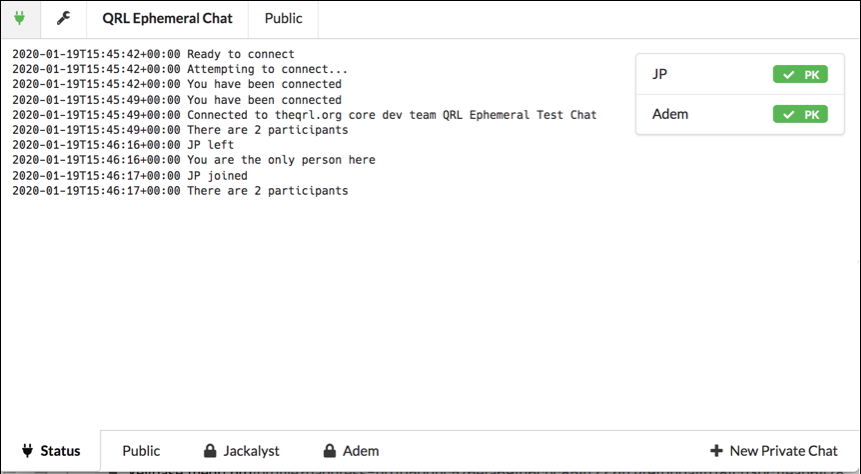 QRL Ephemeral Chat Public
2020-01-19T15:45:42+00:00 Ready to connect
2020-01-19T15:45:42+00:00 Attempting to connect...
2020-01-19T15:45:42+00:00 You have been connected
2020-01-19T15:45:49+00:00 You have been connected
2020-01-19T15:45:49+00:00 Connected to theqrl.org core dev team QRL Ephemeral Test Chat
2020-01-19T15:45:49+00:00 There are 2 participants
2020-01-19T15:46:16+00:00 JP left
2020-01-19T15:46:16+00:00 You are the only person here
2020-01-19T15:46:17+00:00 JP joined
2020-01-19T15:46:17+00:00 There are 2 participants
JP PK
Adem PK
Status Public Jackalyst Adem New Private Chat